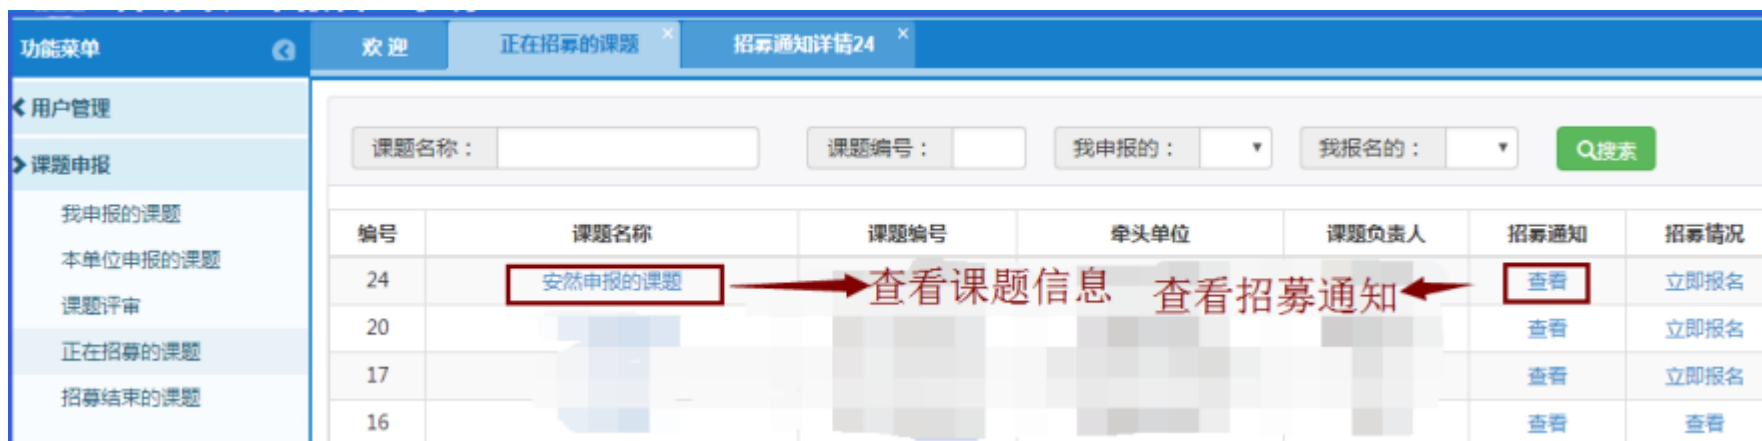 功能菜单 欢迎 正在招募的课题 × 招募通知详情24 ×
用户管理
课题名称： 课题编号： 我申报的： 我报名的： 搜索
课题申报
我申报的课题
编号 课题名称 课题编号 牵头单位 课题负责人 招募通知 招募情况
本单位申报的课题
24 安然申报的课题 查看课题信息 查看招募通知 查看 立即报名
课题评审
20 查看 立即报名
正在招募的课题
17 查看 立即报名
招募结束的课题
16 查看 查看